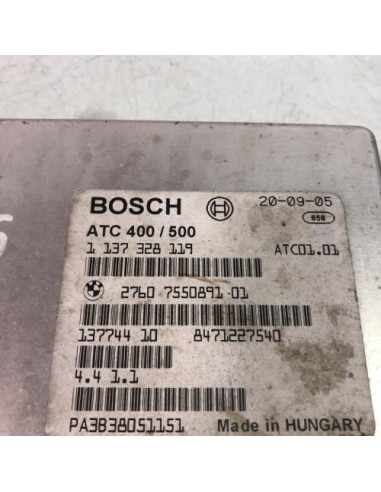 BOSCH 20-09-05
658
ATC 400 / 500
1 137 328 119 ATC01.01
2760 7550891-01
137744 10 8471227540
4.4 1.1
PA3B38051151 Made in HUNGARY